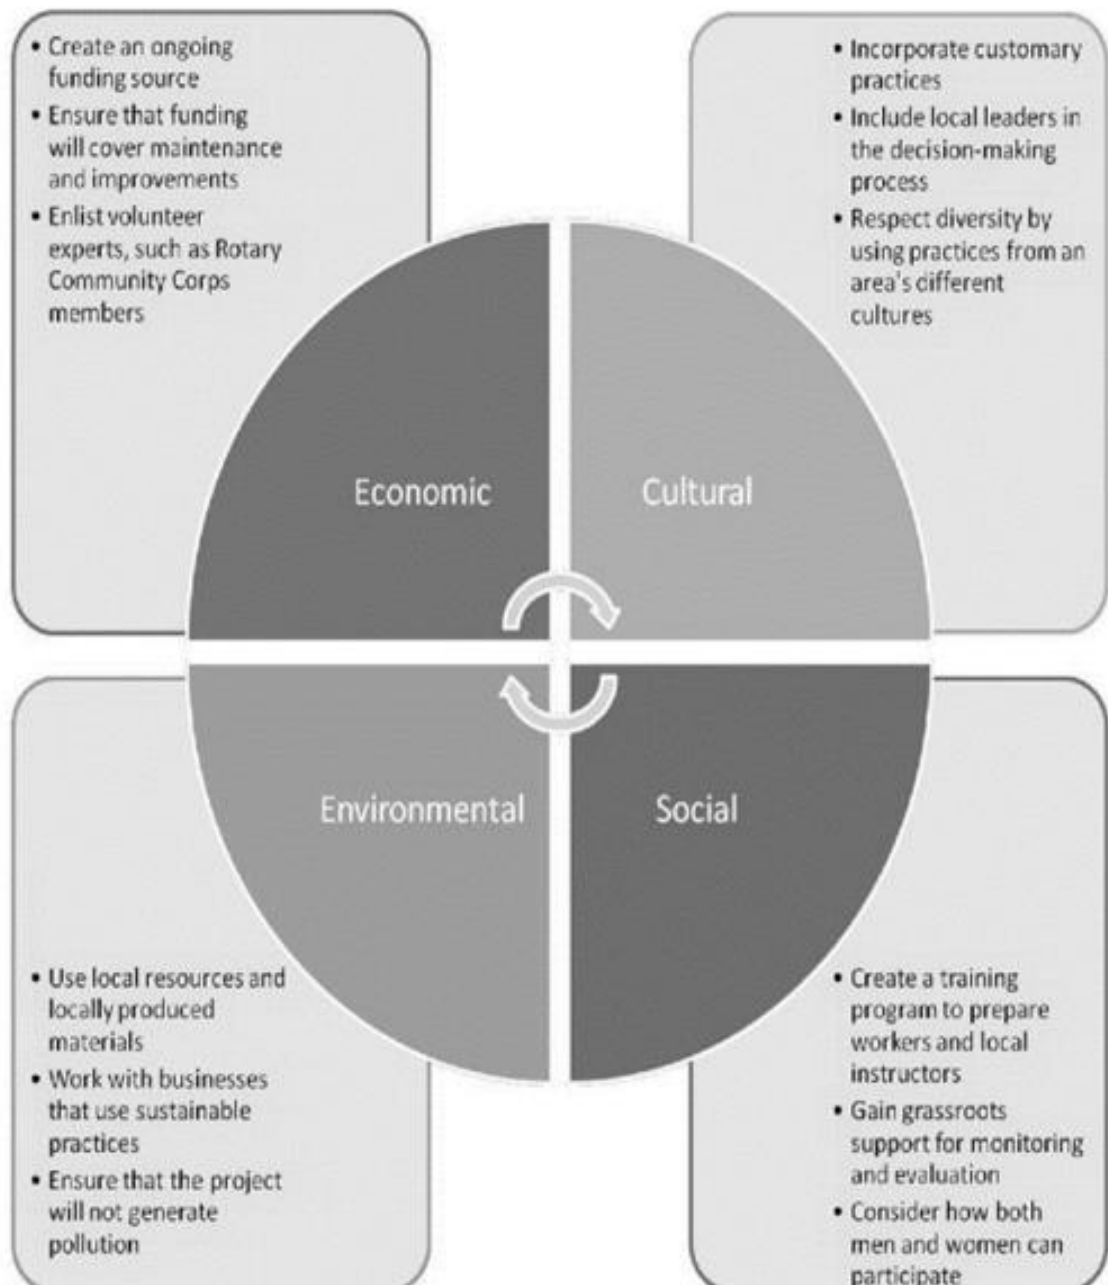 • Create an ongoing
funding source
• Ensure that funding
will cover maintenance
and improvements
• Enlist volunteer
experts, such as Rotary
Community Corps
members
• Incorporate customary
practices
• Include local leaders in
the decision-making
process
• Respect diversity by
using practices from an
area's different
cultures
Economic
Cultural
Environmental
Social
• Use local resources and
locally produced
materials
• Work with businesses
that use sustainable
practices
• Ensure that the project
will not generate
pollution
• Create a training
program to prepare
workers and local
instructors
• Gain grassroots
support for monitoring
and evaluation
• Consider how both
men and women can
participate